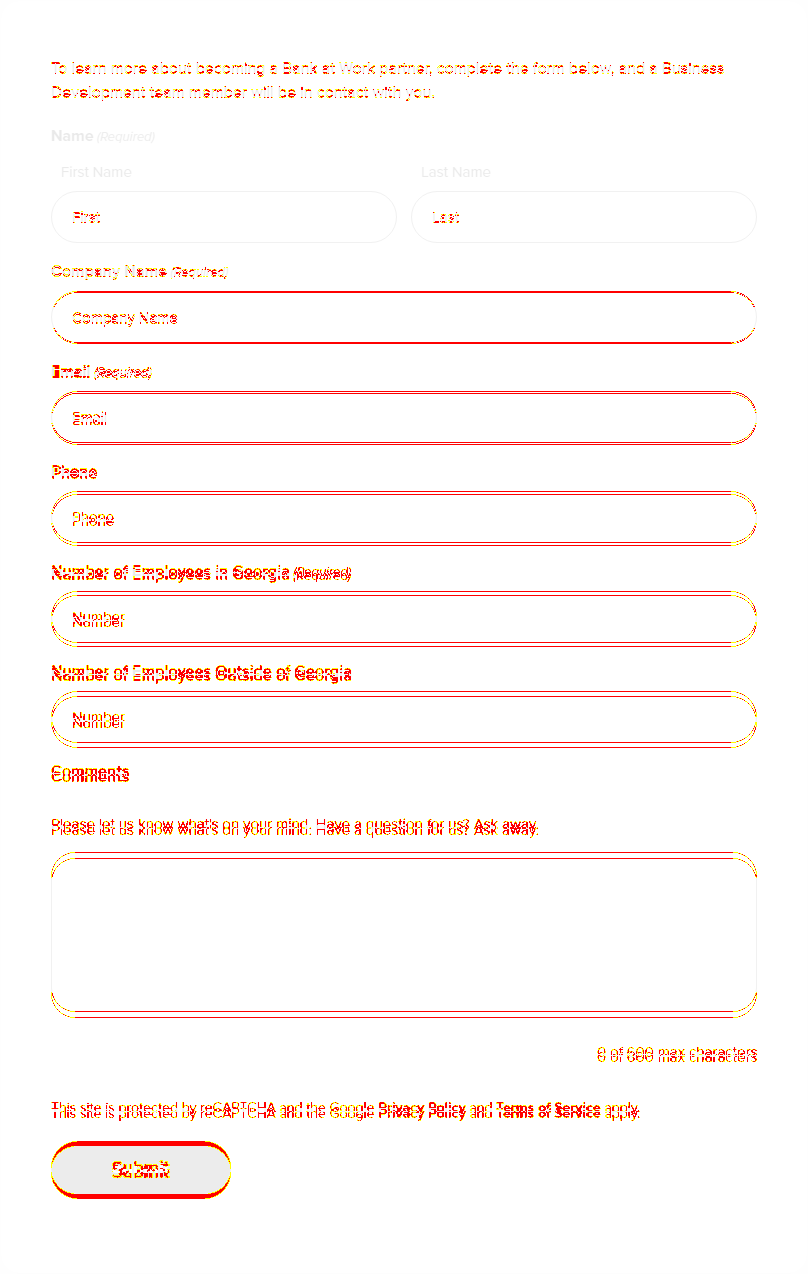 To learn more about becoming a Bank at Work partner, complete the form below, and a Business
Development team member will be in contact with you.
Name (Required)
First Name Last Name
First Last
Company Name (Required)
Company Name
Email (Required)
Email
Phone
Phone
Number of Employees in Georgia (Required)
Number
Number of Employees Outside of Georgia
Number
Comments
Please let us know what's on your mind. Have a question for us? Ask away.
0 of 500 max characters
This site is protected by reCAPTCHA and the Google Privacy Policy and Terms of Service apply.
Submit